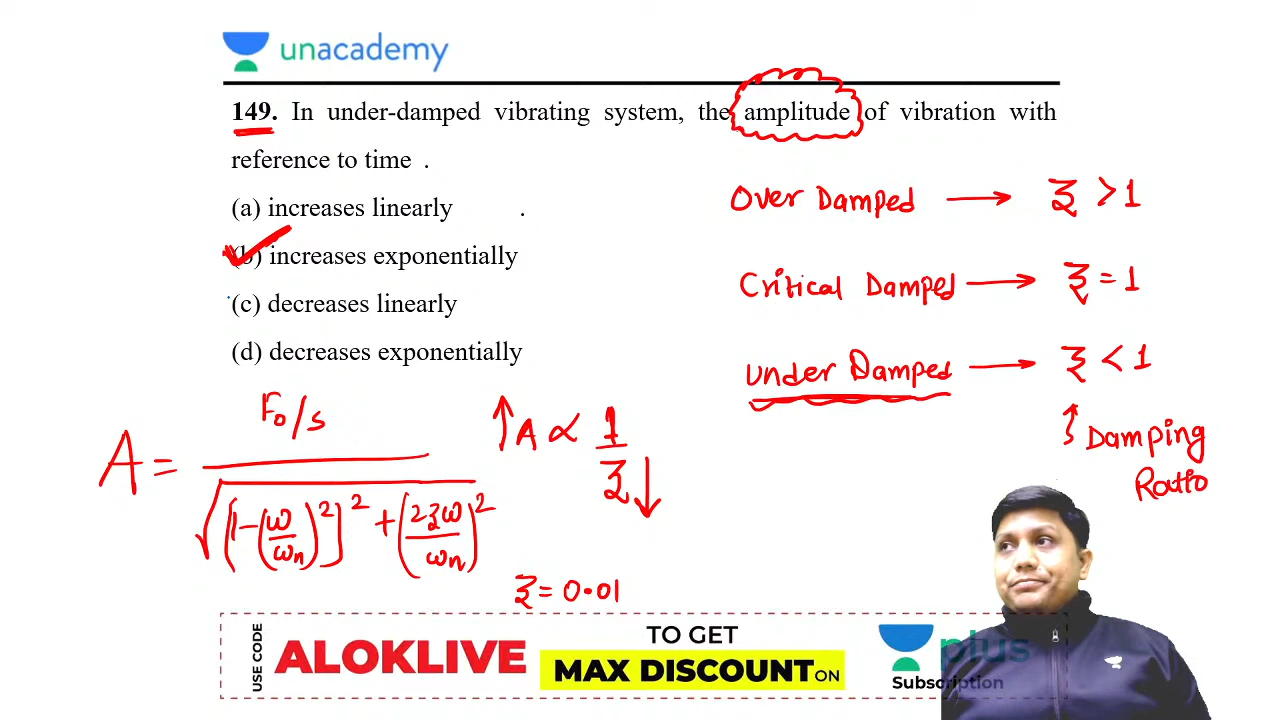 unacademy
149. In under-damped vibrating system, the amplitude of vibration with
reference to time .
(a) increases linearly .
(b) increases exponentially
(c) decreases linearly
(d) decreases exponentially
Over Damped → ξ > 1
Critical Damped → ξ = 1
Under Damped → ξ < 1
Damping
Ratio
A = F₀/s / √([1-(ω/ωₙ)²]² + (2ξω/ωₙ)²)
↑A ∝ 1/ξ↓
ξ = 0.01
USE CODE
ALOKLIVE
TO GET
MAX DISCOUNT ON
plus
Subscription